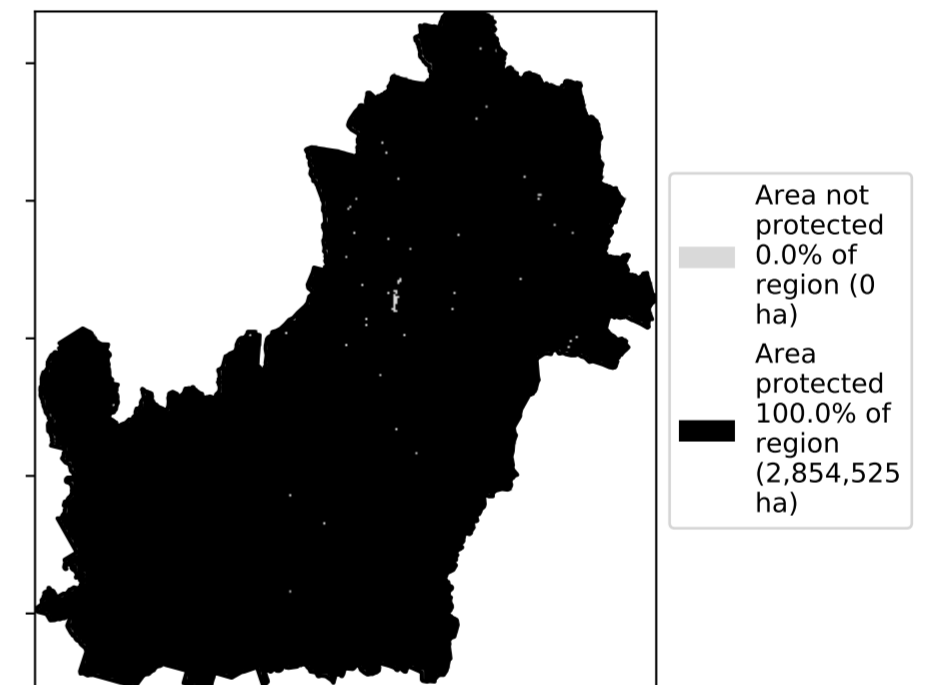 Area not
protected
0.0% of
region (0
ha)
Area
protected
100.0% of
region
(2,854,525
ha)